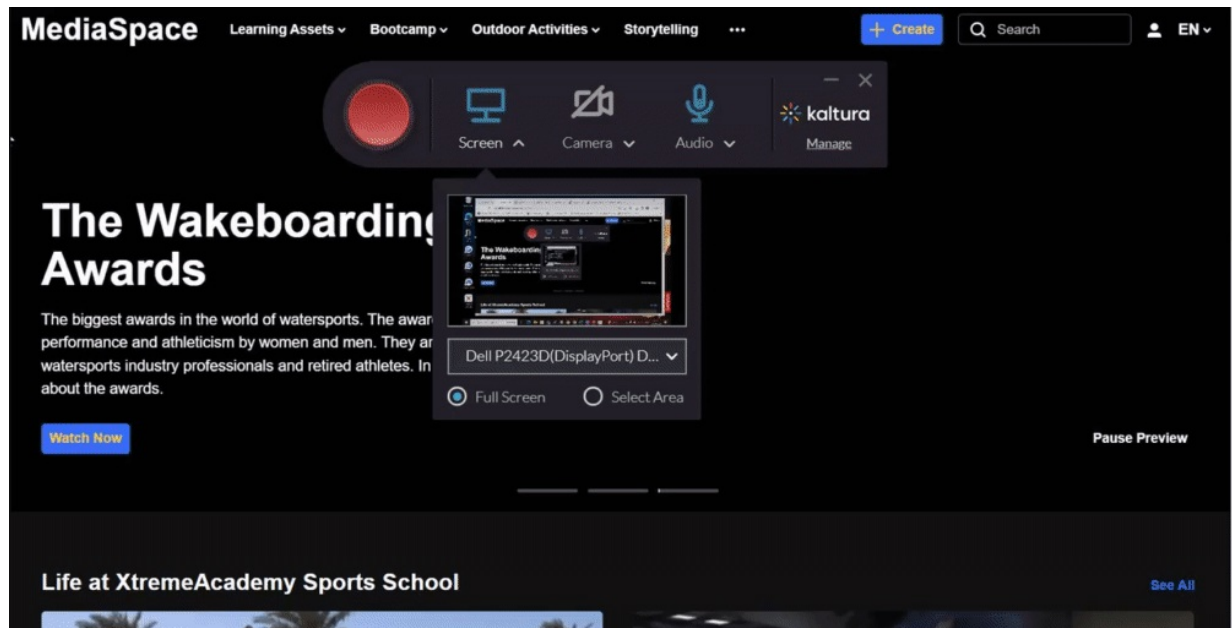 MediaSpace
Learning Assets
Bootcamp
Outdoor Activities
Storytelling
+ Create
Search
EN
Screen
Camera
Audio
kaltura
Manage
The Wakeboarding
Awards
The biggest awards in the world of watersports. The
performance and athleticism by women and men. They
watersports industry professionals and retired athletes. In
about the awards.
Dell P2423D(DisplayPort) D...
Full Screen
Select Area
Watch Now
Pause Preview
Life at XtremeAcademy Sports School
See All